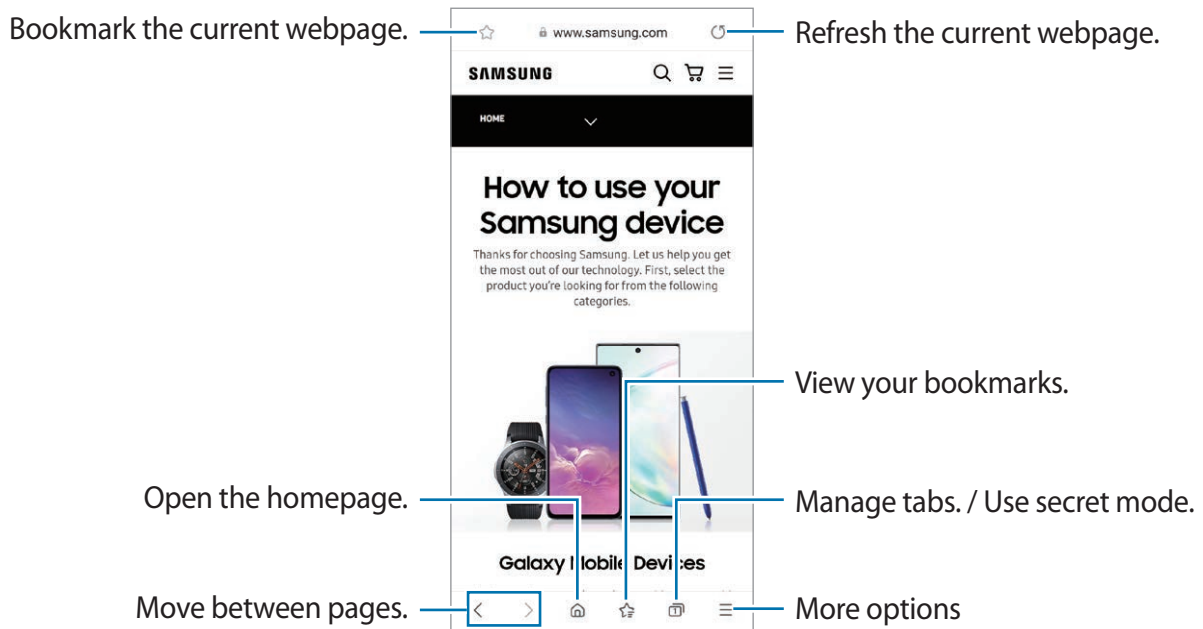 Bookmark the current webpage.
www.samsung.com
Refresh the current webpage.
SAMSUNG
HOME
How to use your
Samsung device
Thanks for choosing Samsung. Let us help you get
the most out of our technology. First, select the
product you're looking for from the following
categories.
View your bookmarks.
Open the homepage.
Manage tabs. / Use secret mode.
Galaxy Mobile Devices
Move between pages.
1
More options